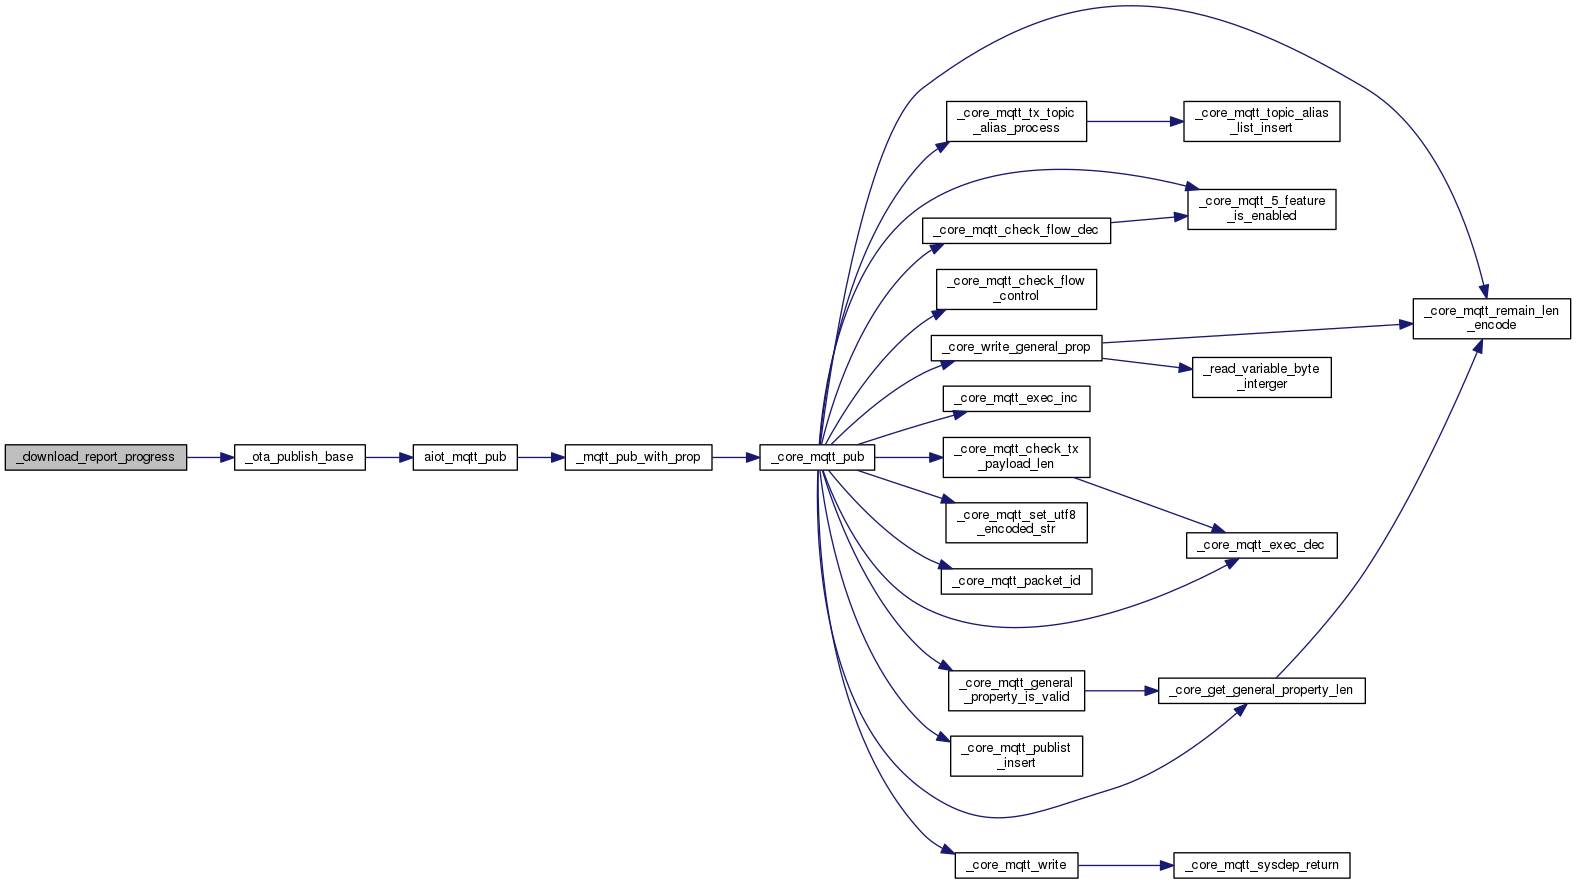 _download_report_progress
_ota_publish_base
aiot_mqtt_pub
_mqtt_pub_with_prop
_core_mqtt_pub
_core_mqtt_tx_topic
_alias_process
_core_mqtt_topic_alias
_list_insert
_core_mqtt_5_feature
_is_enabled
_core_mqtt_check_flow_dec
_core_mqtt_check_flow
_control
_core_write_general_prop
_core_mqtt_remain_len
_encode
_read_variable_byte
_interger
_core_mqtt_exec_inc
_core_mqtt_check_tx
_payload_len
_core_mqtt_set_utf8
_encoded_str
_core_mqtt_exec_dec
_core_mqtt_packet_id
_core_mqtt_general
_property_is_valid
_core_get_general_property_len
_core_mqtt_publist
_insert
_core_mqtt_write
_core_mqtt_sysdep_return